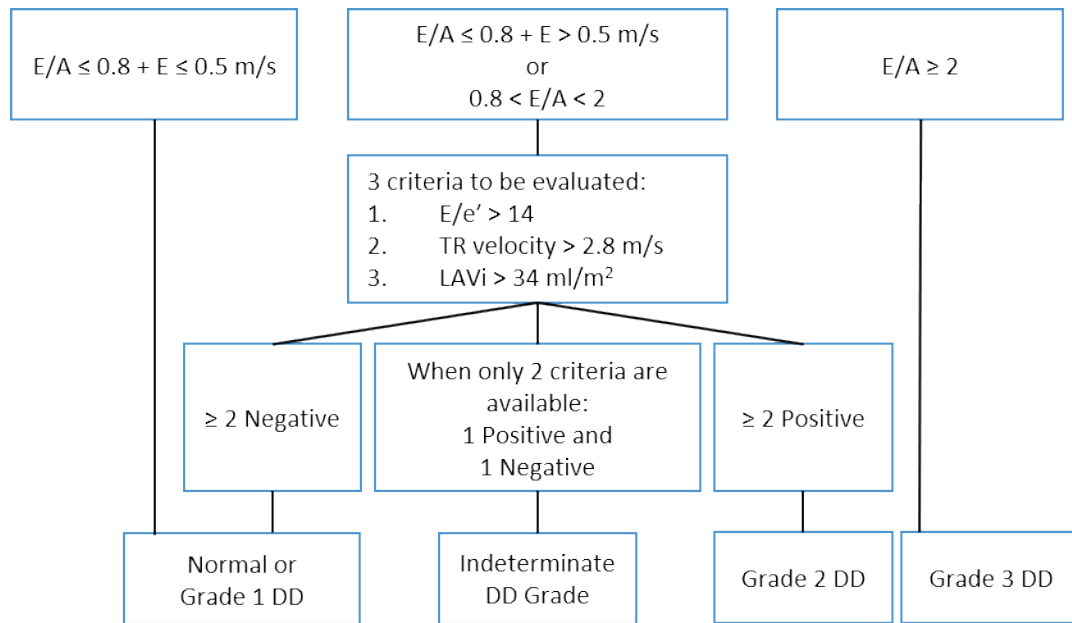 E/A ≤ 0.8 + E ≤ 0.5 m/s
E/A ≤ 0.8 + E > 0.5 m/s
or
0.8 < E/A < 2
E/A ≥ 2
3 criteria to be evaluated:
1. E/e’ > 14
2. TR velocity > 2.8 m/s
3. LAVi > 34 ml/m²
≥ 2 Negative
When only 2 criteria are
available:
1 Positive and
1 Negative
≥ 2 Positive
Normal or
Grade 1 DD
Indeterminate
DD Grade
Grade 2 DD
Grade 3 DD